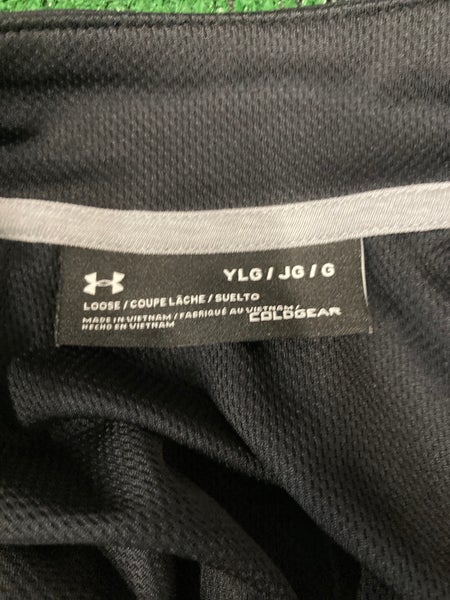 YLG / JG / G
LOOSE / COUPE LÂCHE / SUELTO
MADE IN VIETNAM / FABRIQUÉ AU VIETNAM /
HECHO EN VIETNAM
COLDGEAR